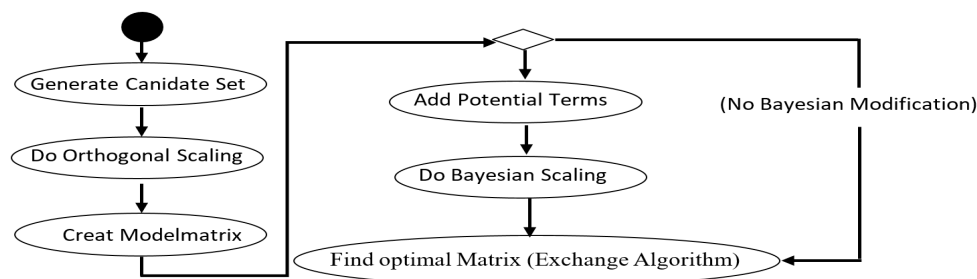 Generate Canidate Set
Do Orthogonal Scaling
Creat Modelmatrix
Add Potential Terms
(No Bayesian Modification)
Do Bayesian Scaling
Find optimal Matrix (Exchange Algorithm)